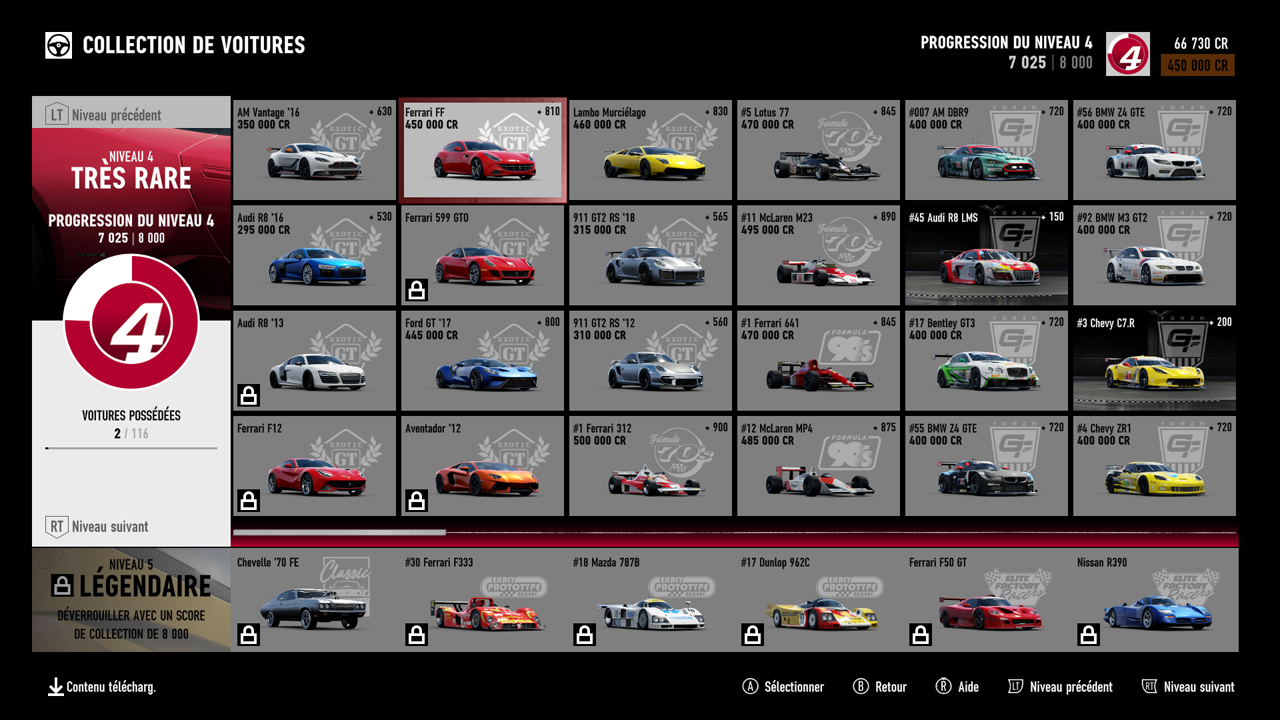 COLLECTION DE VOITURES
PROGRESSION DU NIVEAU 4
7 025 | 8 000
4
66 730 CR
450 000 CR
LT Niveau précédent
NIVEAU 4
TRÈS RARE
PROGRESSION DU NIVEAU 4
7 025 | 8 000
4
VOITURES POSSÉDÉES
2 / 116
RT Niveau suivant
AM Vantage '16 + 630
350 000 CR
EXOTIC GT
Ferrari FF + 810
450 000 CR
EXOTIC GT
Lambo Murciélago + 830
460 000 CR
EXOTIC GT
#5 Lotus 77 + 845
470 000 CR
Formula 70's
#007 AM DBR9 + 720
400 000 CR
FORZA GT
#56 BMW Z4 GTE + 720
400 000 CR
FORZA GT
Audi R8 '16 + 530
295 000 CR
EXOTIC GT
Ferrari 599 GTO
EXOTIC GT
911 GT2 RS '18 + 565
315 000 CR
EXOTIC GT
#11 McLaren M23 + 890
495 000 CR
Formula 70's
#45 Audi R8 LMS + 150
FORZA GT
#92 BMW M3 GT2 + 720
400 000 CR
FORZA GT
Audi R8 '13
EXOTIC GT
Ford GT '17 + 800
445 000 CR
EXOTIC GT
911 GT2 RS '12 + 560
310 000 CR
EXOTIC GT
#1 Ferrari 641 + 845
470 000 CR
FORMULA 90s
#17 Bentley GT3 + 720
400 000 CR
FORZA GT
#3 Chevy C7.R + 200
FORZA GT
Ferrari F12
EXOTIC GT
Aventador '12
EXOTIC GT
#1 Ferrari 312 + 900
500 000 CR
Formula 70's
#12 McLaren MP4 + 875
485 000 CR
FORMULA 90s
#55 BMW Z4 GTE + 720
400 000 CR
FORZA GT
#4 Chevy ZR1 + 720
400 000 CR
FORZA GT
NIVEAU 5
LÉGENDAIRE
DÉVERROUILLER AVEC UN SCORE
DE COLLECTION DE 8 000
Chevelle '70 FE
Classic
#30 Ferrari F333
EARLY PROTOTYPE RACERS
#18 Mazda 787B
EARLY PROTOTYPE RACERS
#17 Dunlop 962C
EARLY PROTOTYPE RACERS
Ferrari F50 GT
ELITE FACTORY Racers
Nissan R390
ELITE FACTORY Racers
Contenu télécharg.
A Sélectionner
B Retour
R Aide
LT Niveau précédent
RT Niveau suivant